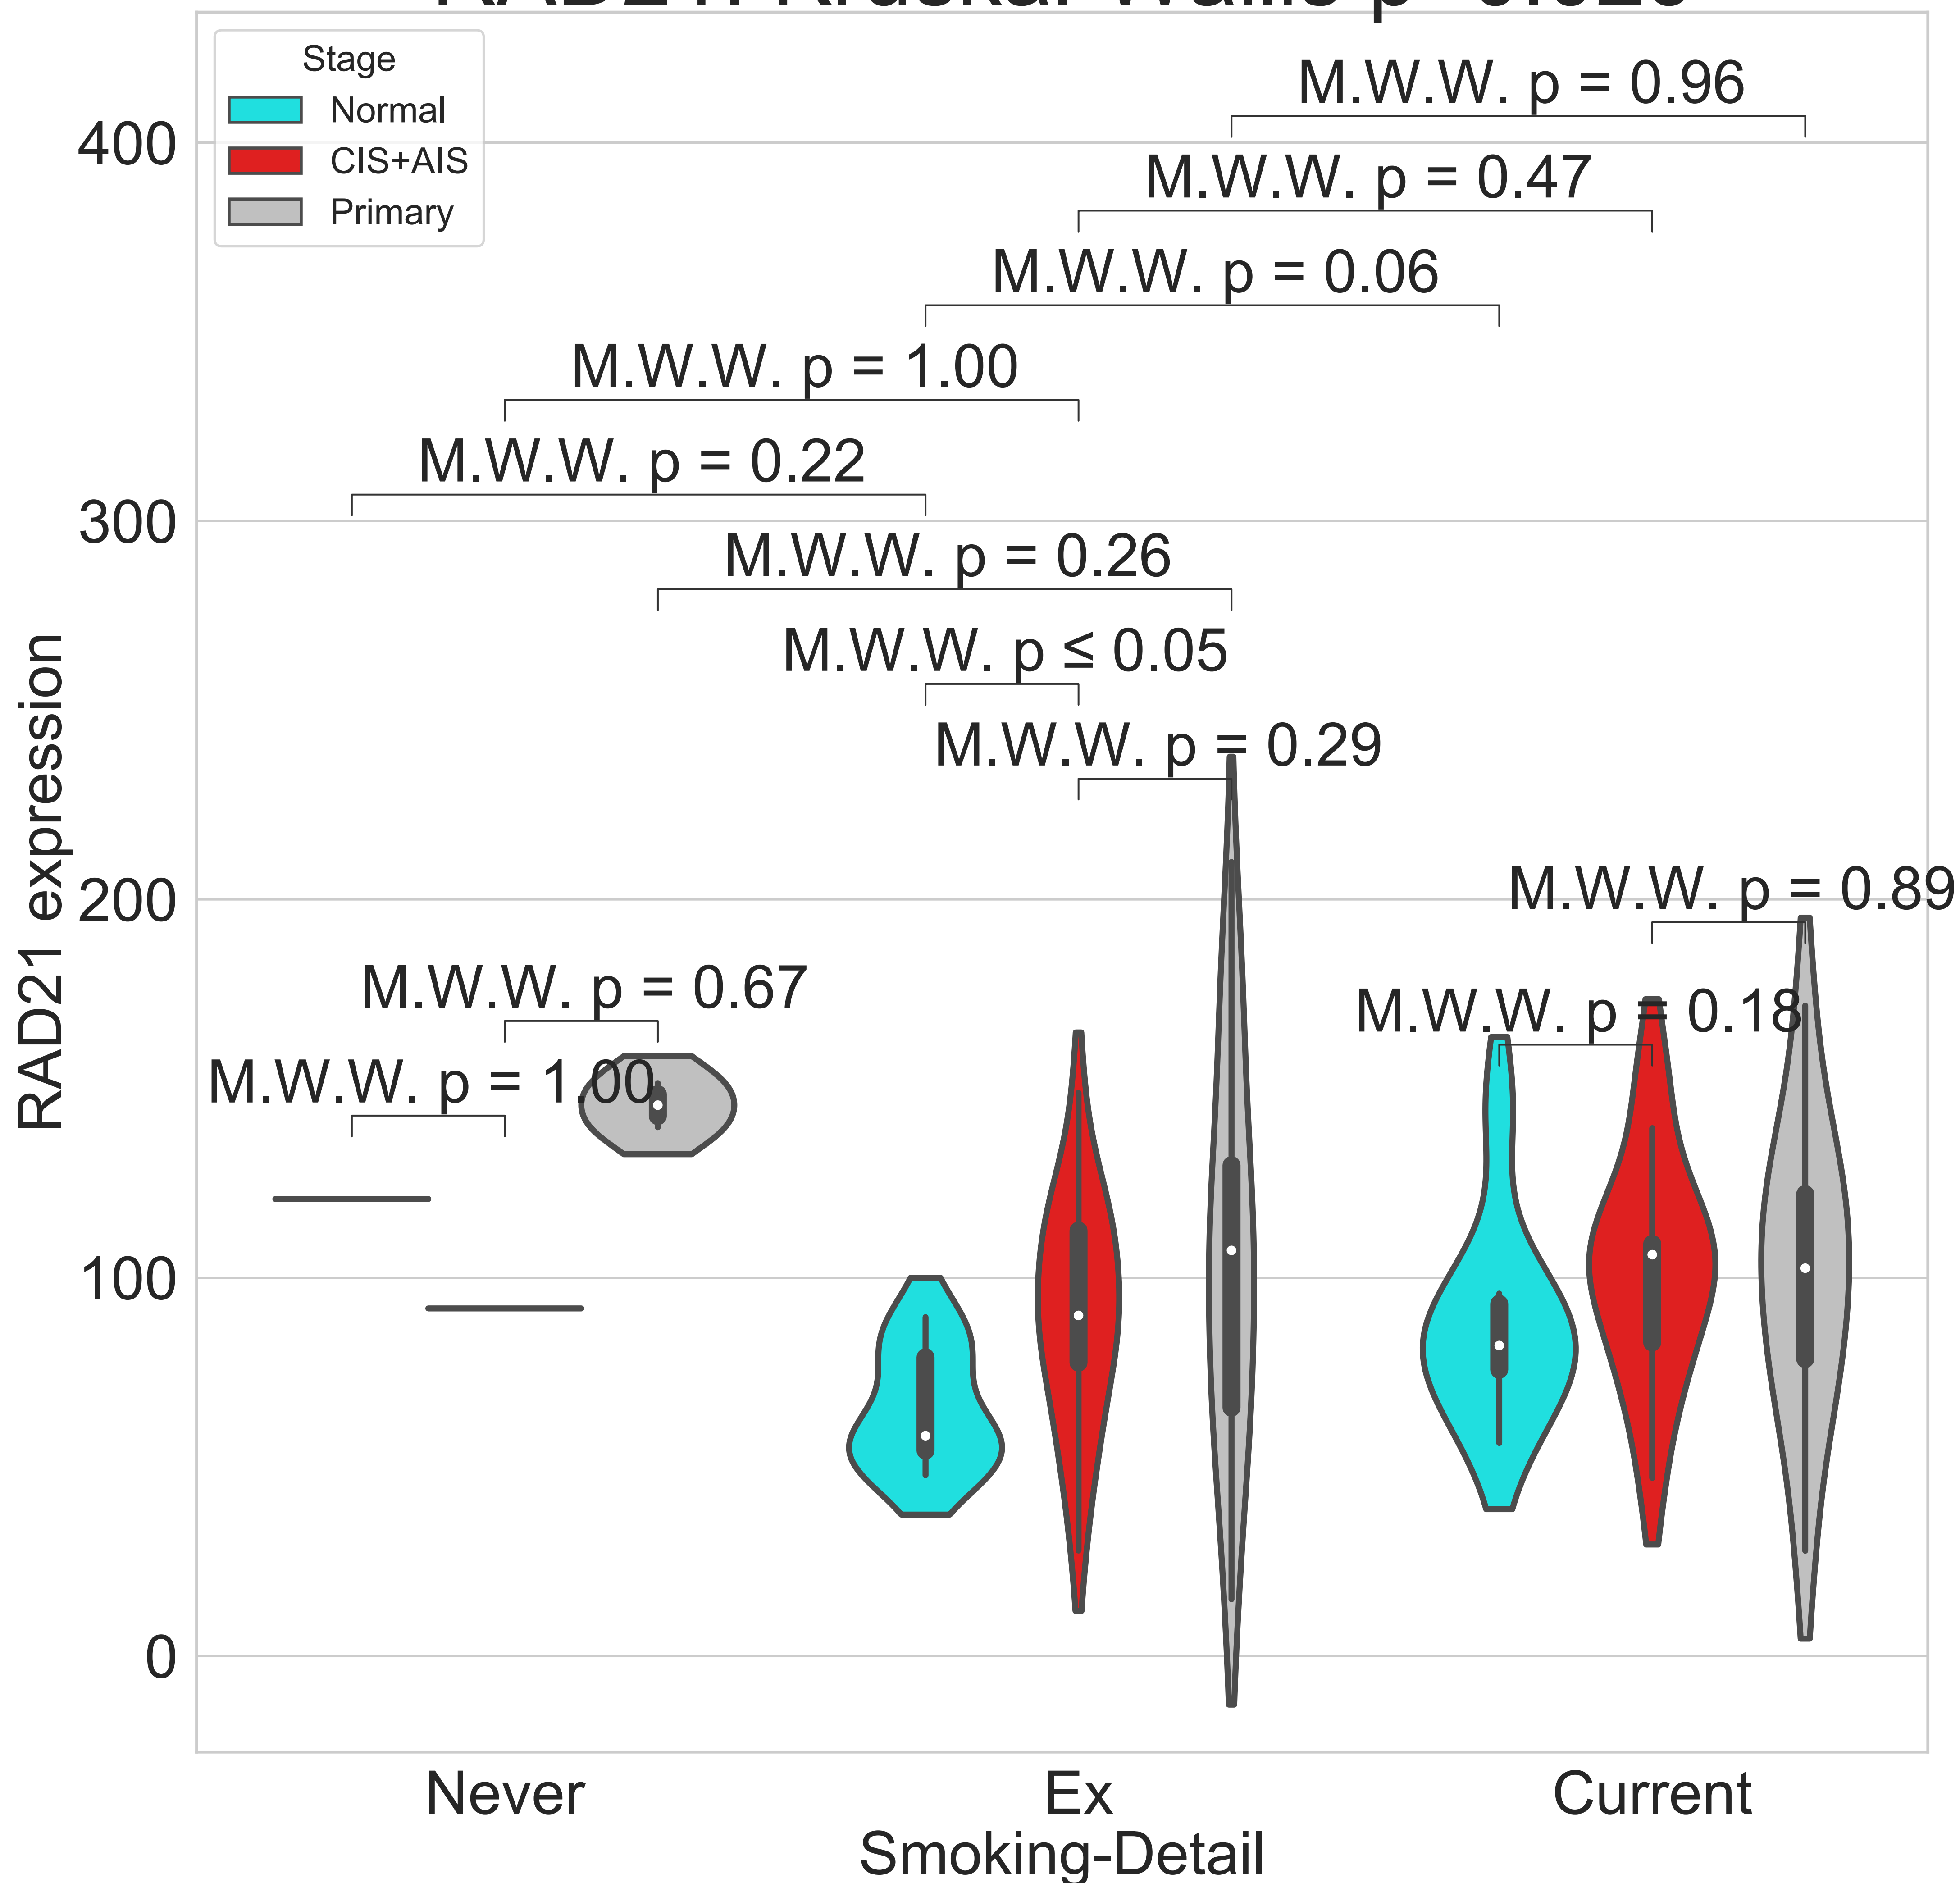 Stage
Normal
CIS+AIS
Primary
M.W.W. p = 0.96
M.W.W. p = 0.47
M.W.W. p = 0.06
M.W.W. p = 1.00
M.W.W. p = 0.22
M.W.W. p = 0.26
M.W.W. p ≤ 0.05
M.W.W. p = 0.29
M.W.W. p = 0.89
M.W.W. p = 0.67
M.W.W. p = 0.18
M.W.W. p = 1.00
400
300
200
100
0
RAD21 expression
Never
Ex
Current
Smoking-Detail